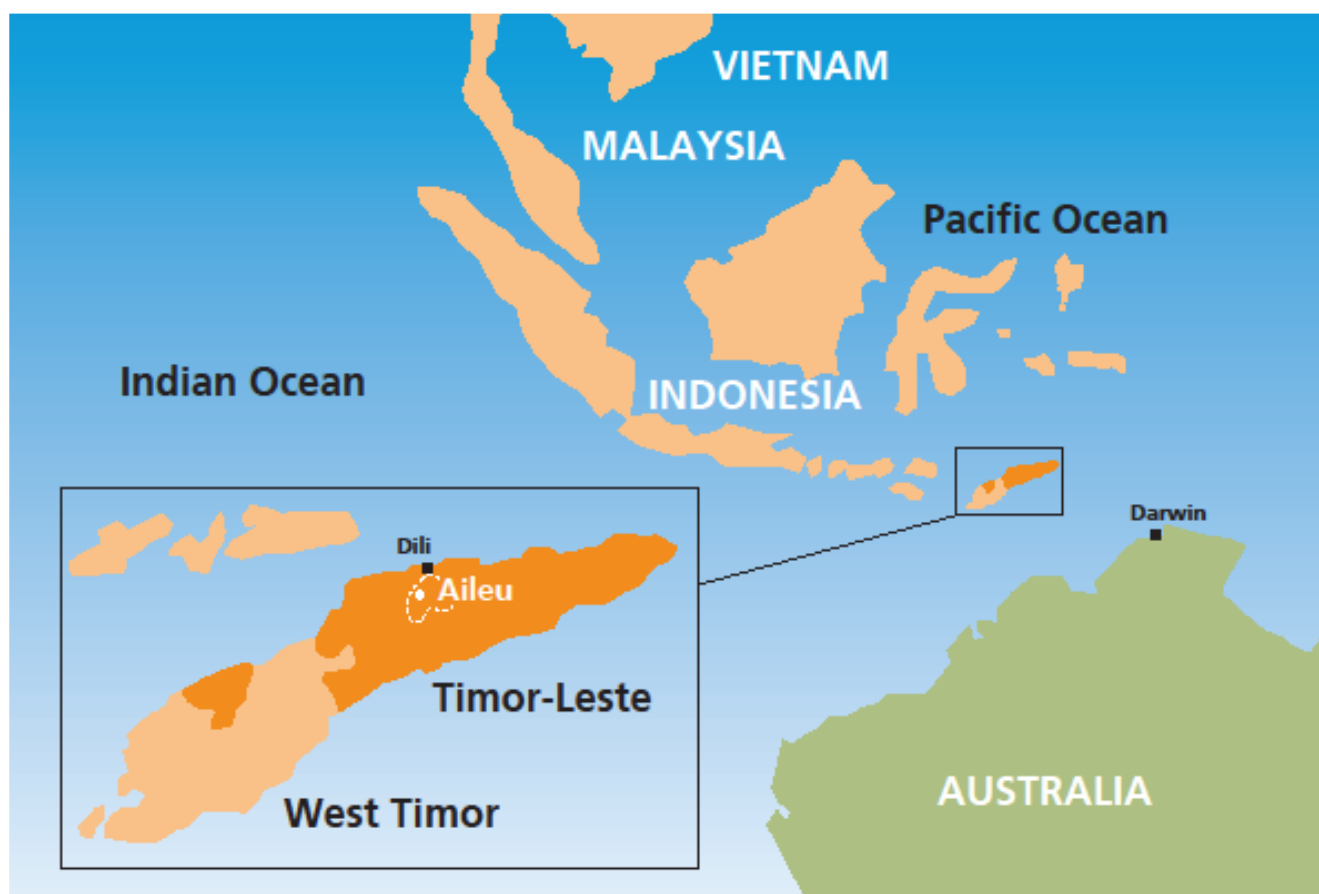 VIETNAM
MALAYSIA
Pacific Ocean
Indian Ocean
INDONESIA
Darwin
Dili
Aileu
Timor-Leste
West Timor
AUSTRALIA